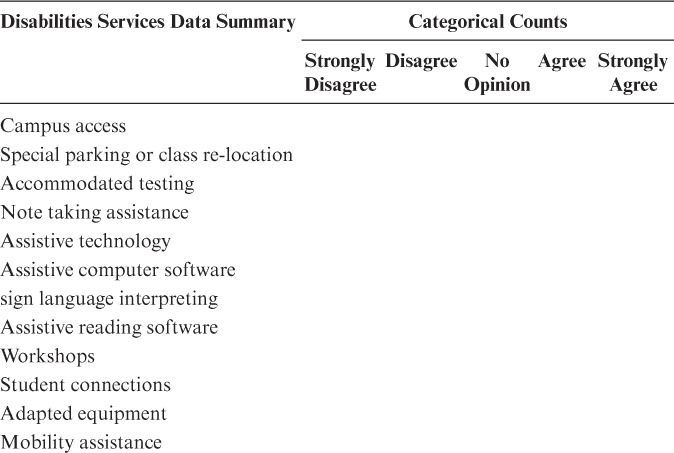 Disabilities Services Data Summary Categorical Counts
Strongly Disagree No Agree Strongly
Disagree Opinion Agree
Campus access
Special parking or class re-location
Accommodated testing
Note taking assistance
Assistive technology
Assistive computer software
sign language interpreting
Assistive reading software
Workshops
Student connections
Adapted equipment
Mobility assistance